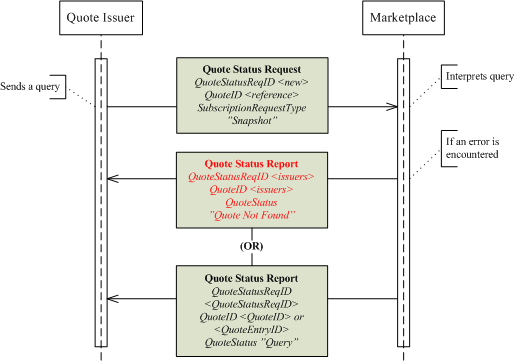 Quote Issuer
Marketplace
Sends a query
Quote Status Request
QuoteStatusReqID <new>
QuoteID <reference>
SubscriptionRequestType
"Snapshot"
Interprets query
If an error is
encountered
Quote Status Report
QuoteStatusReqID <issuers>
QuoteID <issuers>
QuoteStatus
"Quote Not Found"
(OR)
Quote Status Report
QuoteStatusReqID
<QuoteStatusReqID>
QuoteID <QuoteID> or
<QuoteEntryID>
QuoteStatus "Query"